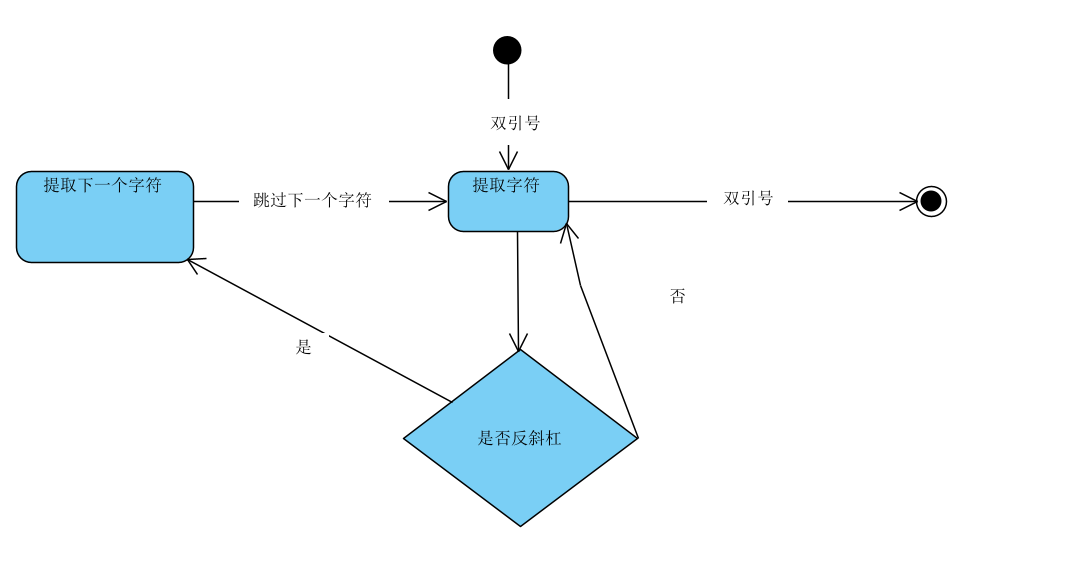 双引号
提取下一个字符
跳过下一个字符
提取字符
双引号
否
是
是否反斜杠